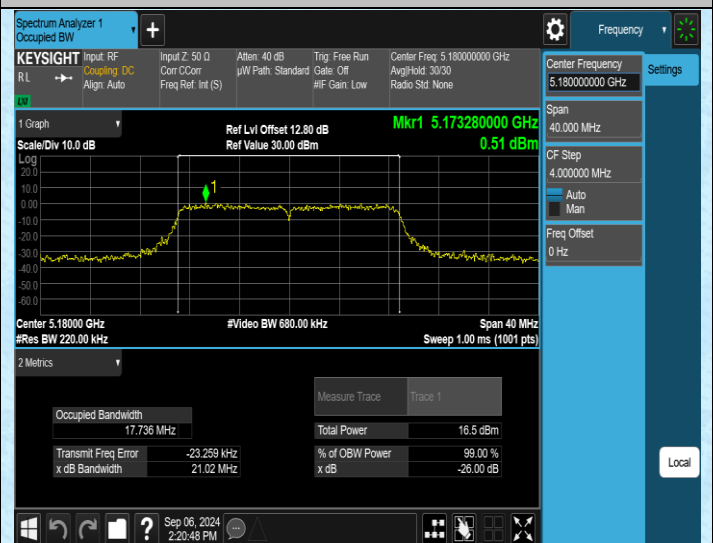 Spectrum Analyzer 1
Occupied BW
Frequency
KEYSIGHT
RL
Input: RF
Coupling: DC
Align: Auto
Input Z: 50 Ω
Corr CCorr
Freq Ref: Int (S)
Atten: 40 dB
µW Path: Standard
Trig: Free Run
Gate: Off
#IF Gain: Low
Center Freq: 5.180000000 GHz
Avg|Hold: 30/30
Radio Std: None
LM
1 Graph
Scale/Div 10.0 dB
Ref Lvl Offset 12.80 dB
Ref Value 30.00 dBm
Mkr1 5.173280000 GHz
0.51 dBm
Log
20.0
10.0
0.00
-10.0
-20.0
-30.0
-40.0
-50.0
-60.0
1
Center 5.18000 GHz
#Res BW 220.00 kHz
#Video BW 680.00 kHz
Span 40 MHz
Sweep 1.00 ms (1001 pts)
2 Metrics
Measure Trace
Trace 1
Occupied Bandwidth
17.736 MHz
Total Power
16.5 dBm
Transmit Freq Error
-23.259 kHz
% of OBW Power
99.00 %
x dB Bandwidth
21.02 MHz
x dB
-26.00 dB
Center Frequency
5.180000000 GHz
Settings
Span
40.000 MHz
CF Step
4.000000 MHz
Auto
Man
Freq Offset
0 Hz
Local
?
Sep 06, 2024
2:20:48 PM